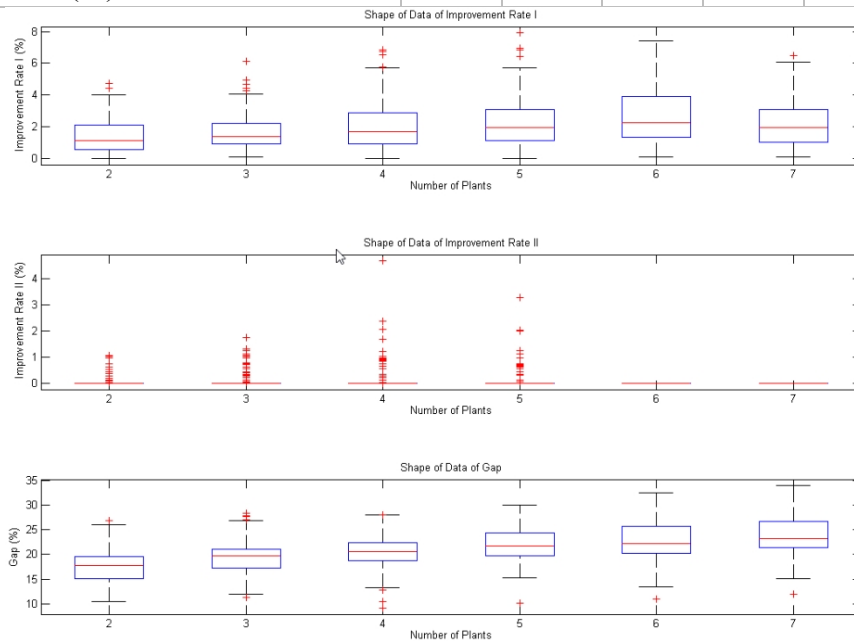 Shape of Data of Improvement Rate I
Improvement Rate I (%)
8
6
4
2
0
2 3 4 5 6 7
Number of Plants
Shape of Data of Improvement Rate II
Improvement Rate II (%)
4
3
2
1
0
2 3 4 5 6 7
Number of Plants
Shape of Data of Gap
Gap (%)
35
30
25
20
15
10
2 3 4 5 6 7
Number of Plants